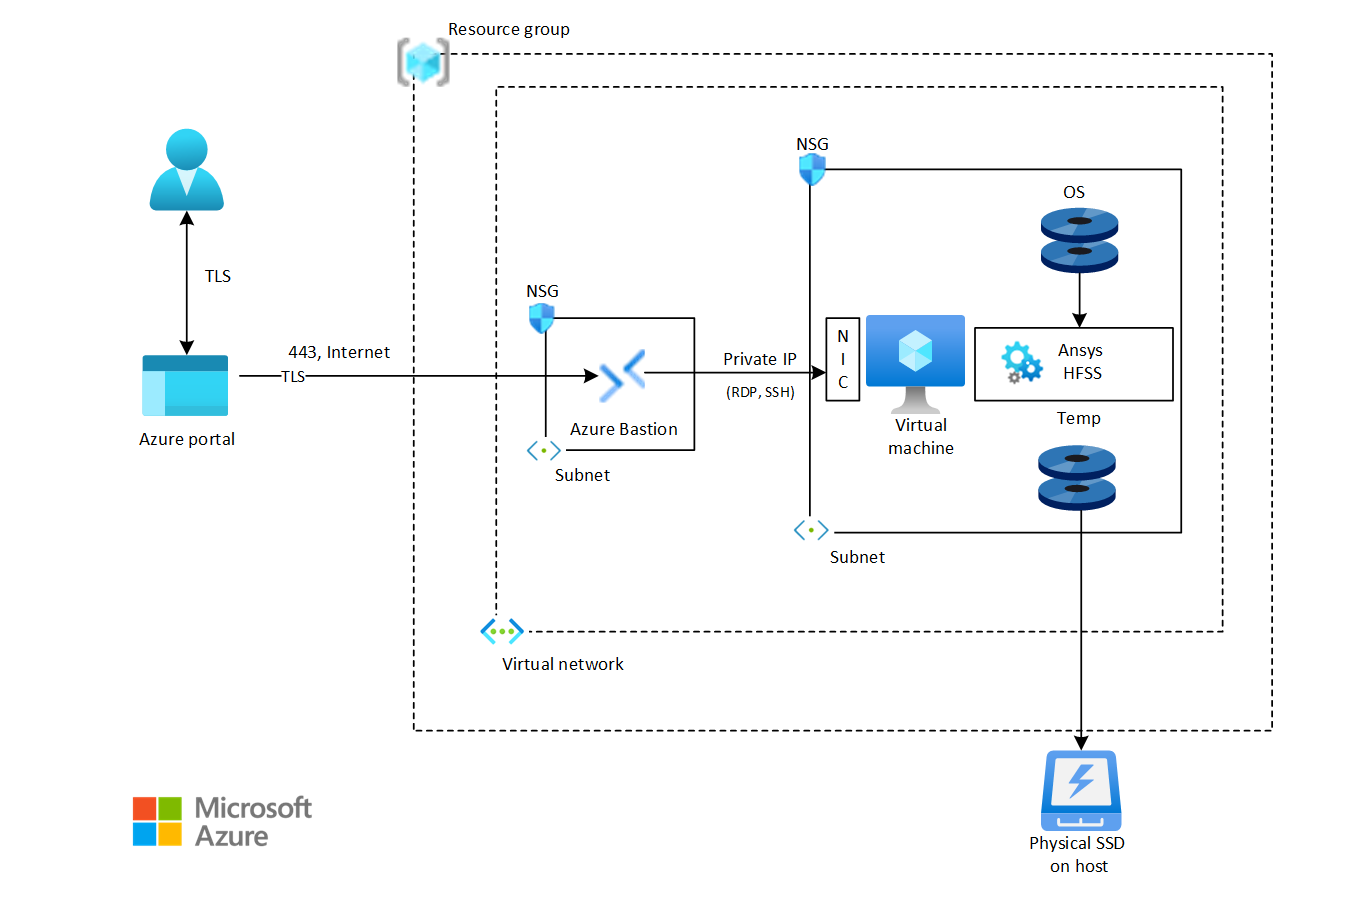 Resource group
NSG
OS
TLS
NSG
443, Internet
TLS
Private IP
(RDP, SSH)
N
I
C
Ansys
HFSS
Azure portal
Azure Bastion
Virtual
machine
Temp
Subnet
Subnet
Virtual network
Microsoft
Azure
Physical SSD
on host